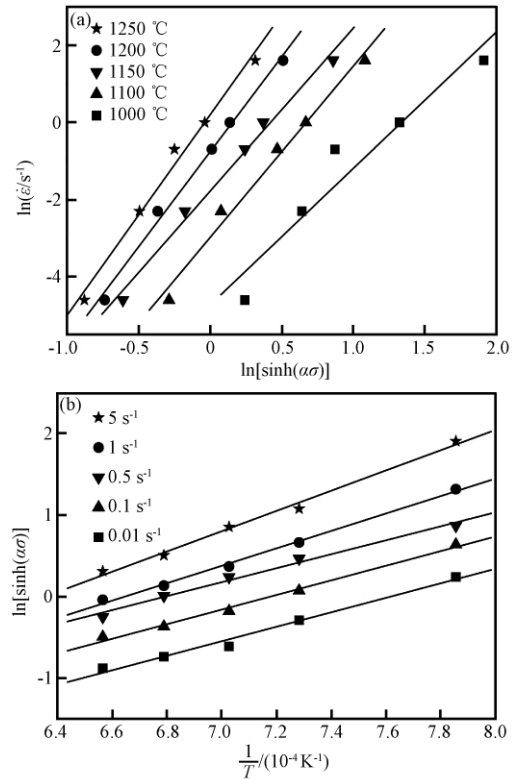 (a)
★ 1250 ℃
● 1200 ℃
▼ 1150 ℃
▲ 1100 ℃
■ 1000 ℃
2
0
-2
-4
ln(ε̇/s⁻¹)
-1.0 -0.5 0 0.5 1.0 1.5 2.0
ln[sinh(ασ)]
(b)
★ 5 s⁻¹
● 1 s⁻¹
▼ 0.5 s⁻¹
▲ 0.1 s⁻¹
■ 0.01 s⁻¹
2
1
0
-1
ln[sinh(ασ)]
6.4 6.6 6.8 7.0 7.2 7.4 7.6 7.8 8.0
1/T/(10⁻⁴ K⁻¹)